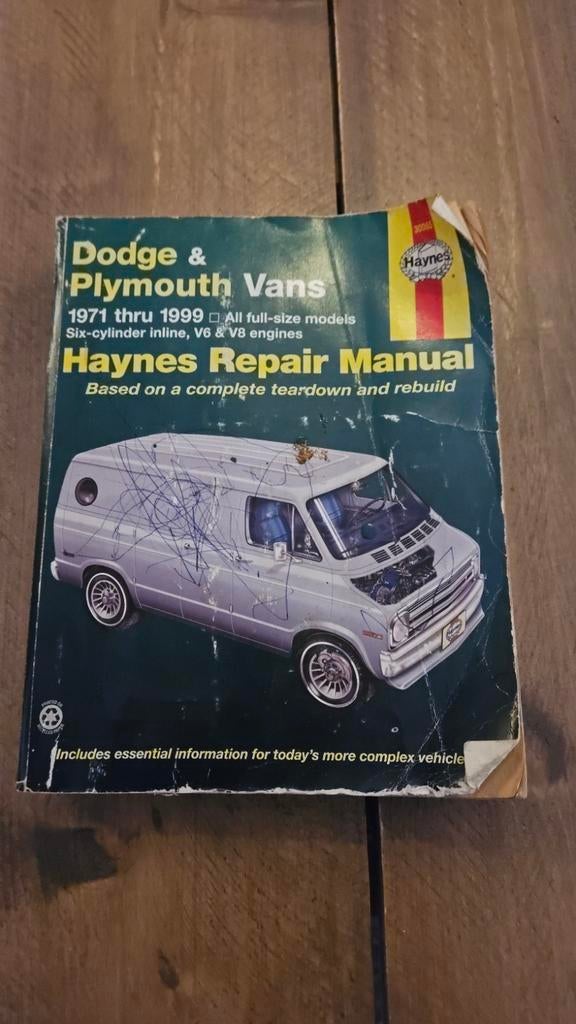 30065
Haynes
Dodge &
Plymouth Vans
1971 thru 1999 □ All full-size models
Six-cylinder inline, V6 & V8 engines
Haynes Repair Manual
Based on a complete teardown and rebuild
Includes essential information for today's more complex vehicle